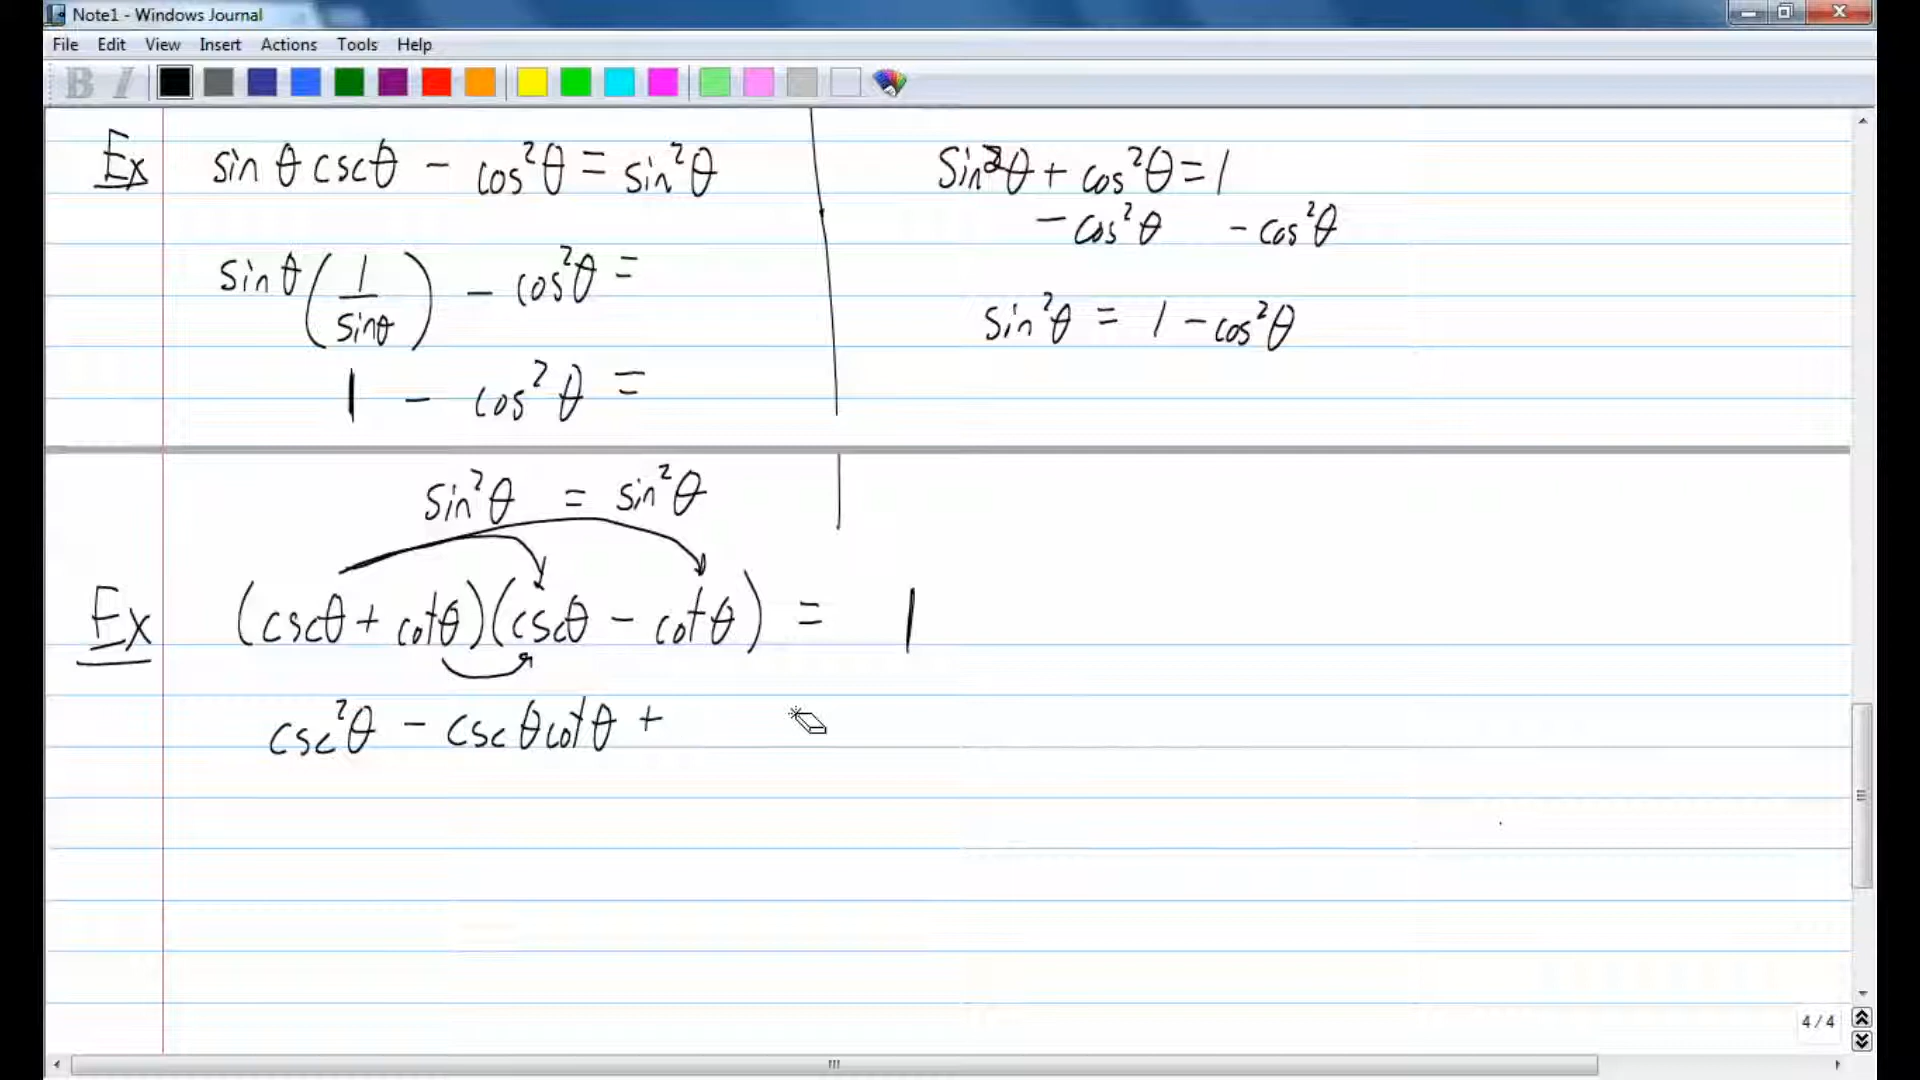 Note1 - Windows Journal
File Edit View Insert Actions Tools Help
B I
Ex sin θ csc θ - cos²θ = sin²θ
sin θ (1/sin θ) - cos²θ =
1 - cos²θ =
sin²θ + cos²θ = 1
- cos²θ - cos²θ
sin²θ = 1 - cos²θ
sin²θ = sin²θ
Ex (csc θ + cot θ)(csc θ - cot θ) = 1
csc²θ - csc θ cot θ +
4 / 4